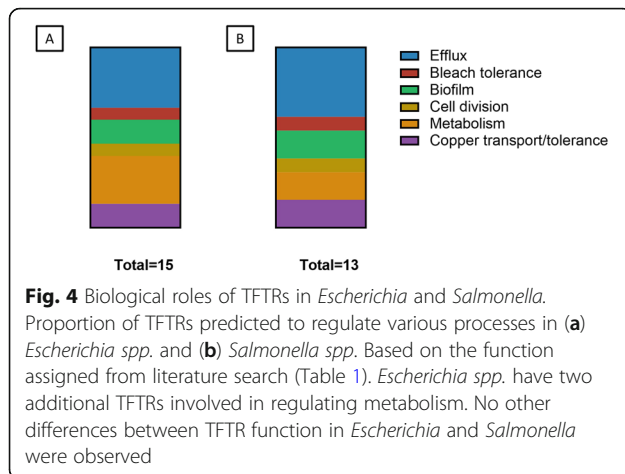 A
B
Efflux
Bleach tolerance
Biofilm
Cell division
Metabolism
Copper transport/tolerance
Total=15
Total=13
Fig. 4 Biological roles of TFTRs in Escherichia and Salmonella.
Proportion of TFTRs predicted to regulate various processes in (a)
Escherichia spp. and (b) Salmonella spp. Based on the function
assigned from literature search (Table 1). Escherichia spp. have two
additional TFTRs involved in regulating metabolism. No other
differences between TFTR function in Escherichia and Salmonella
were observed